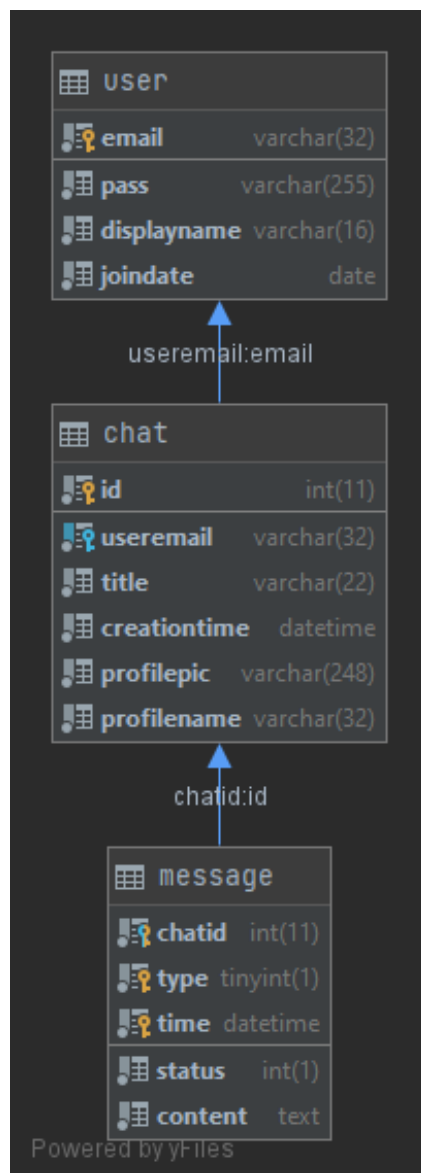 user
email varchar(32)
pass varchar(255)
displayname varchar(16)
joindate date
useremail:email
chat
id int(11)
useremail varchar(32)
title varchar(22)
creationtime datetime
profilepic varchar(248)
profilename varchar(32)
chatid:id
message
chatid int(11)
type tinyint(1)
time datetime
status int(1)
content text
Powered by yFiles